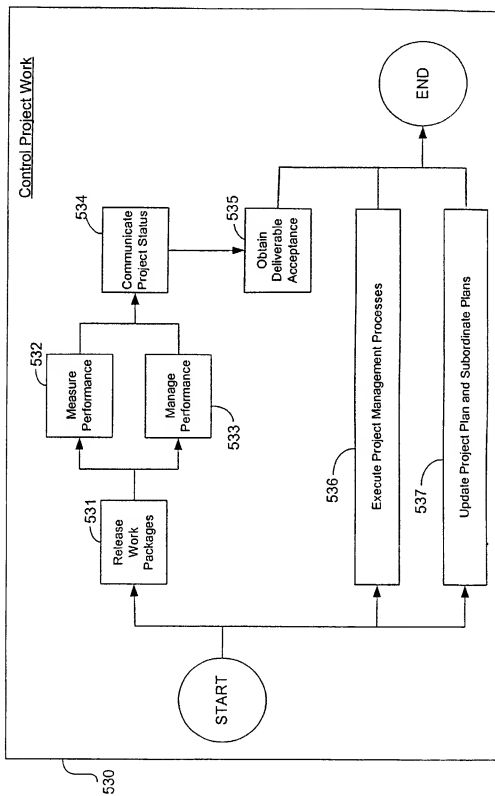 Control Project Work
530
START
531
Release
Work
Packages
532
Measure
Performance
Manage
Performance
533
534
Communicate
Project Status
535
Obtain
Deliverable
Acceptance
536
Execute Project Management Processes
537
Update Project Plan and Subordinate Plans
END